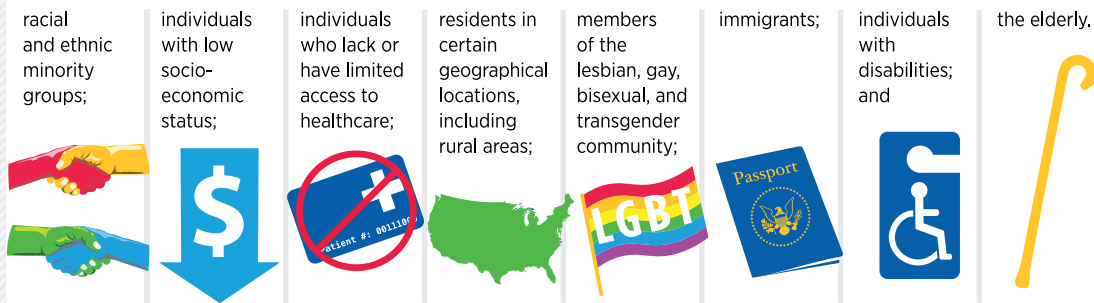 racial
and ethnic
minority
groups;
individuals
with low
socio-
economic
status;
individuals
who lack or
have limited
access to
healthcare;
residents in
certain
geographical
locations,
including
rural areas;
members
of the
lesbian, gay,
bisexual, and
transgender
community;
immigrants;
individuals
with
disabilities;
and
the elderly.
$
Patient #: 00111000
LGBT
Passport